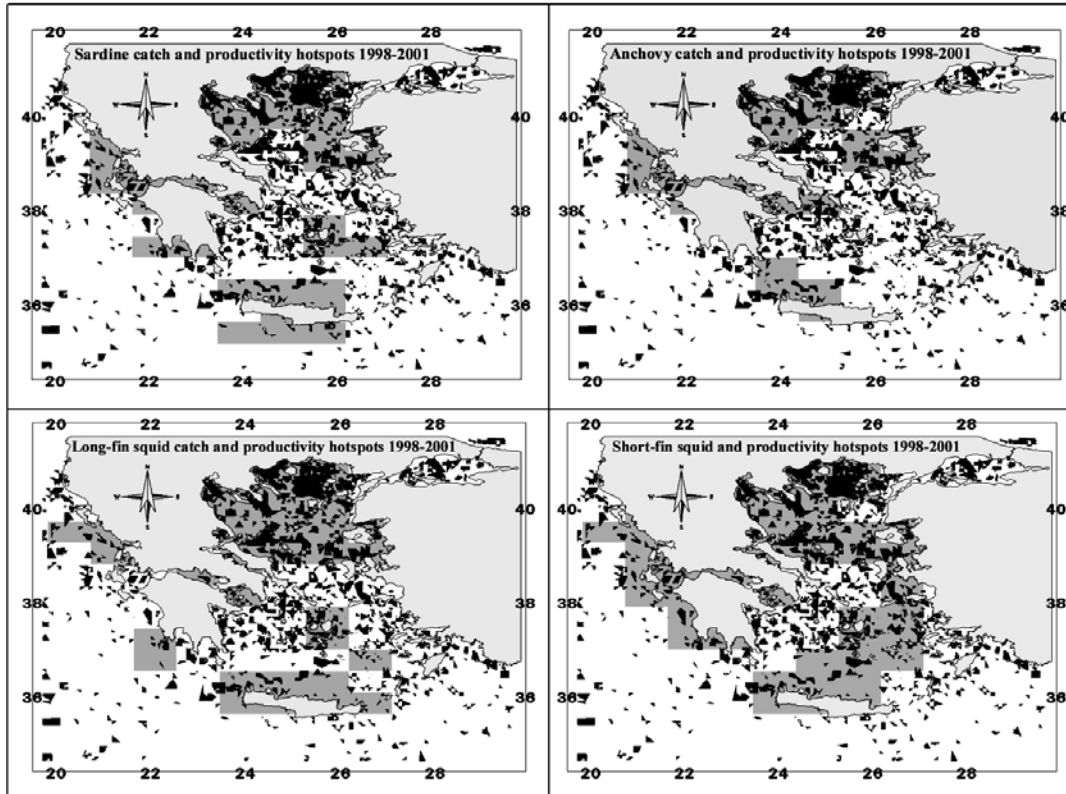 20 22 24 26 28
Sardine catch and productivity hotspots 1998-2001
N
W E
S
40 40
38 38
36
20 22 24 26 28
20 22 24 26 28
Anchovy catch and productivity hotspots 1998-2001
N
W E
S
40 40
38 38
36
20 22 24 26 28
20 22 24 26 28
Long-fin squid catch and productivity hotspots 1998-2001
N
W E
S
40 40
38 38
36
20 22 24 26 28
20 22 24 26 28
Short-fin squid and productivity hotspots 1998-2001
N
W E
S
40 40
38 38
36
20 22 24 26 28